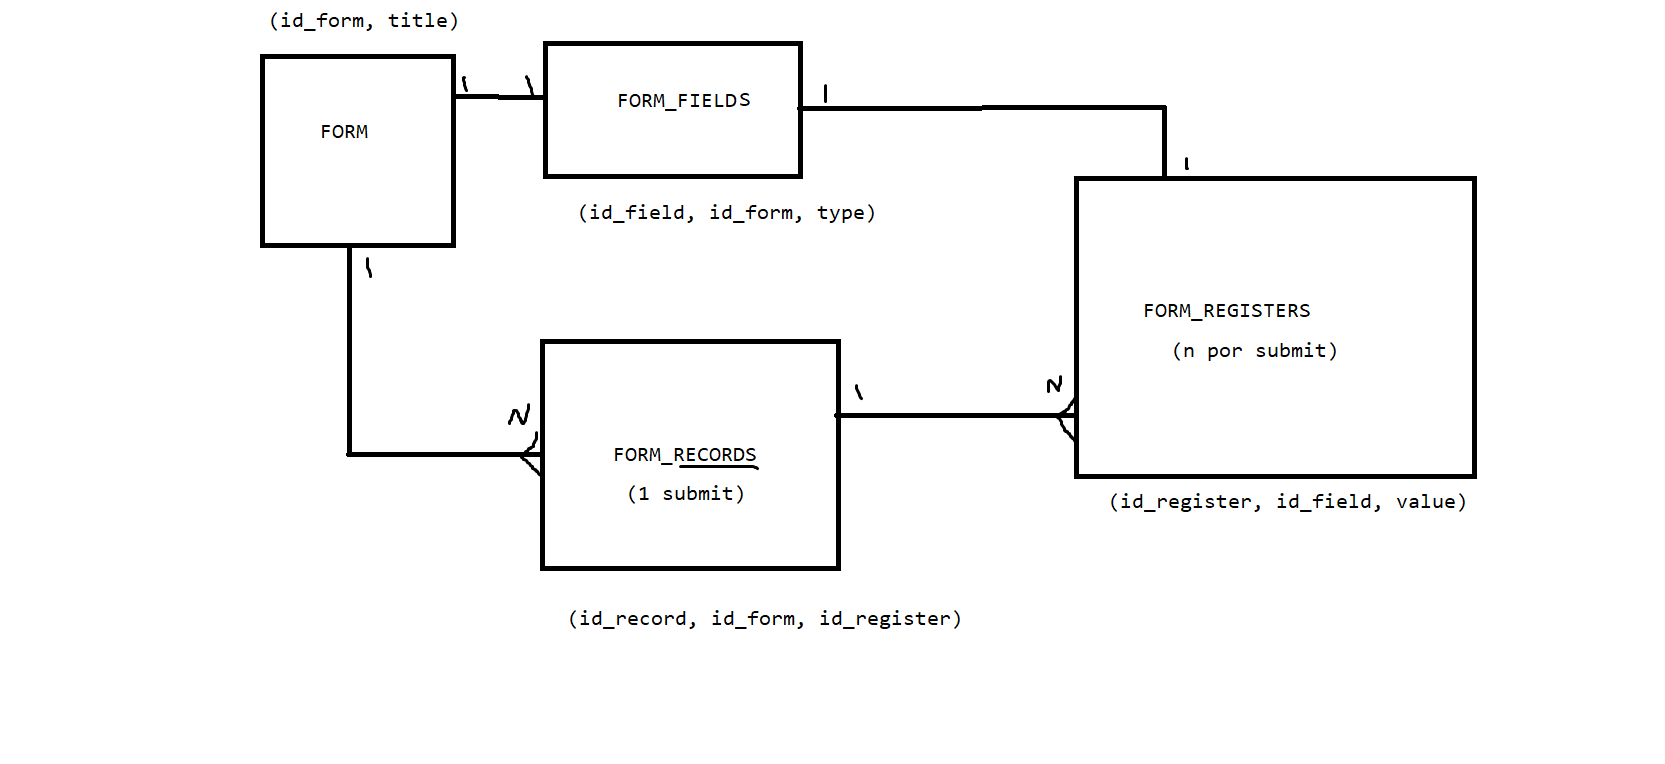 (id_form, title)
FORM
1
1
FORM_FIELDS
1
(id_field, id_form, type)
1
1
FORM_REGISTERS
(n por submit)
N
1
N
FORM_RECORDS
(1 submit)
(id_register, id_field, value)
(id_record, id_form, id_register)